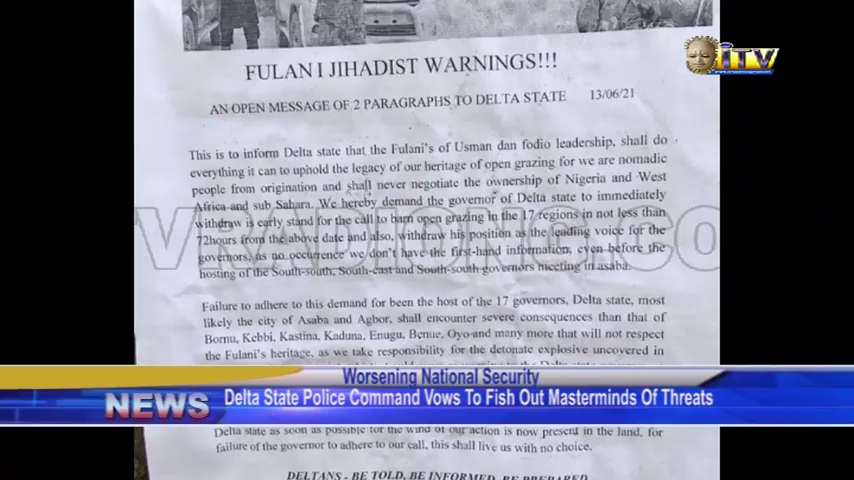 iTV
FULAN I JIHADIST WARNINGS!!!
AN OPEN MESSAGE OF 2 PARAGRAPHS TO DELTA STATE 13/06/21
This is to inform Delta state that the Fulani's of Usman dan fodio leadership, shall do
everything it can to uphold the legacy of our heritage of open grazing for we are nomadic
people from origination and shall never negotiate the ownership of Nigeria and West
Africa and sub Sahara. We hereby demand the governor of Delta state to immediately
withdraw is early stand for the call to barn open grazing in the 17 regions in not less than
72hours from the above date and also, withdraw his position as the leading voice for the
governors, as no occurrence we don't have the first-hand information, even before the
hosting of the South-south, South-east and South-south governors meeting in asaba.
ITVRADIONG.CO
Failure to adhere to this demand for been the host of the 17 governors, Delta state, most
likely the city of Asaba and Agbor, shall encounter severe consequences than that of
Bornu, Kebbi, Kastina, Kaduna, Enugu, Benue, Oyo and many more that will not respect
the Fulani's heritage, as we take responsibility for the detonate explosive uncovered in
Worsening National Security
NEWS
Delta State Police Command Vows To Fish Out Masterminds Of Threats
Delta state as soon as possible for the wind of our action is now present in the land, for
failure of the governor to adhere to our call, this shall live us with no choice.
DELTANS - BE TOLD, BE INFORMED, BE PREPARED